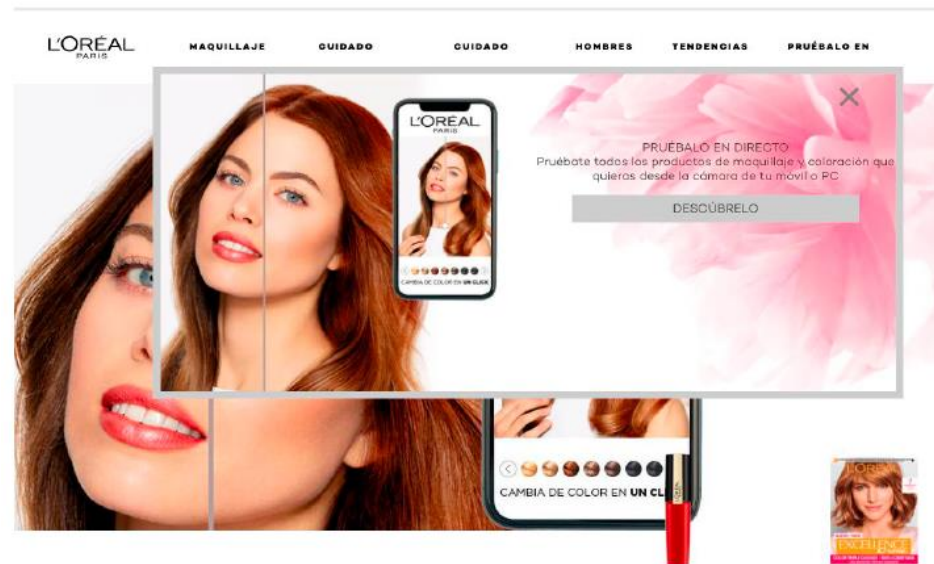 L'ORÉAL
PARIS
MAQUILLAJE
CUIDADO
CUIDADO
HOMBRES
TENDENCIAS
PRUÉBALO EN
L'ORÉAL
PARIS
CAMBIA DE COLOR EN UN CLICK
PRUÉBALO EN DIRECTO
Pruébate todos los productos de maquillaje y coloración que
quieras desde la cámara de tu móvil o PC
DESCÚBRELO
CAMBIA DE COLOR EN UN CL
L'ORÉAL
EXCELLENCE